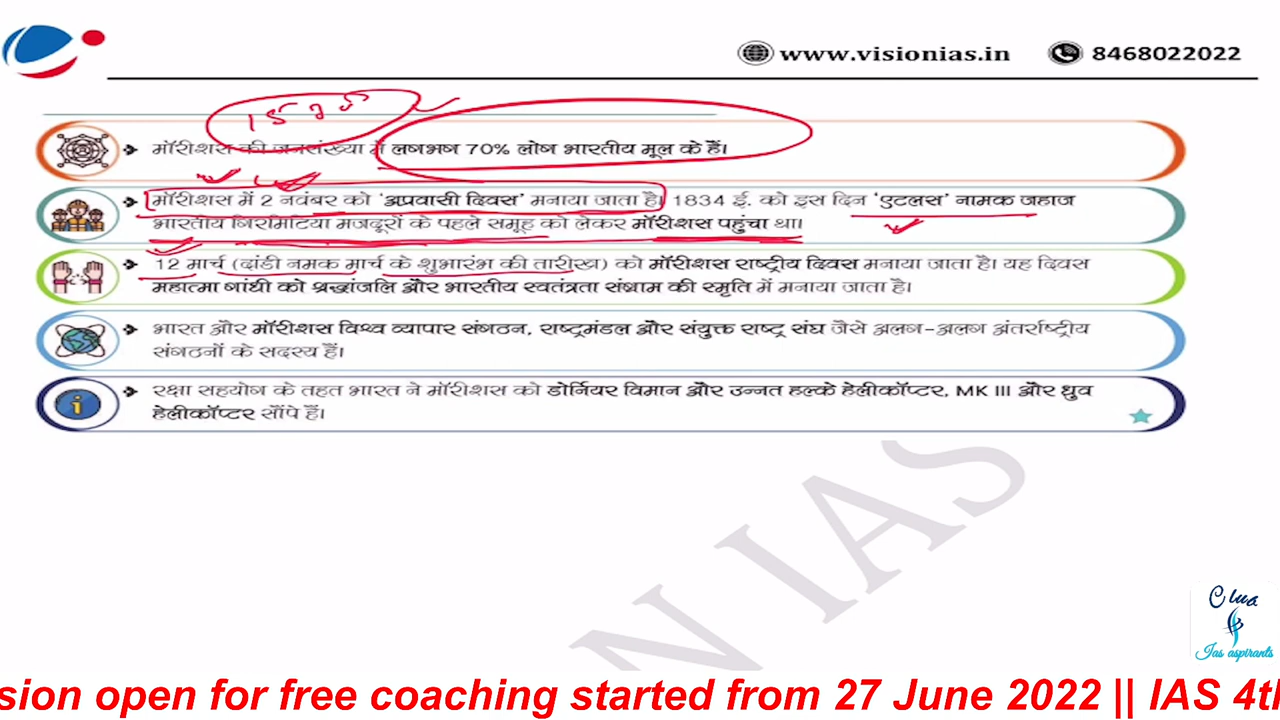 www.visionias.in 8468022022
मॉरीशस की जनसंख्या में लगभग 70% लोग भारतीय मूल के हैं।
मॉरीशस में 2 नवंबर को ‘अप्रवासी दिवस’ मनाया जाता है। 1834 ई. को इस दिन ‘एटलस’ नामक जहाज
भारतीय गिरमिटिया मजदूरों के पहले समूह को लेकर मॉरीशस पहुंचा था।
12 मार्च (दांडी नमक मार्च के शुभारंभ की तारीख) को मॉरीशस राष्ट्रीय दिवस मनाया जाता है। यह दिवस
महात्मा गांधी को श्रद्धांजलि और भारतीय स्वतंत्रता संग्राम की स्मृति में मनाया जाता है।
भारत और मॉरीशस विश्व व्यापार संगठन, राष्ट्रमंडल और संयुक्त राष्ट्र संघ जैसे अलग-अलग अंतर्राष्ट्रीय
संगठनों के सदस्य हैं।
रक्षा सहयोग के तहत भारत ने मॉरीशस को डोर्नियर विमान और उन्नत हल्के हेलीकॉप्टर, MK III और ध्रुव
हेलीकॉप्टर सौंपे हैं।
N IAS
Ias aspirants
sion open for free coaching started from 27 June 2022 || IAS 4th